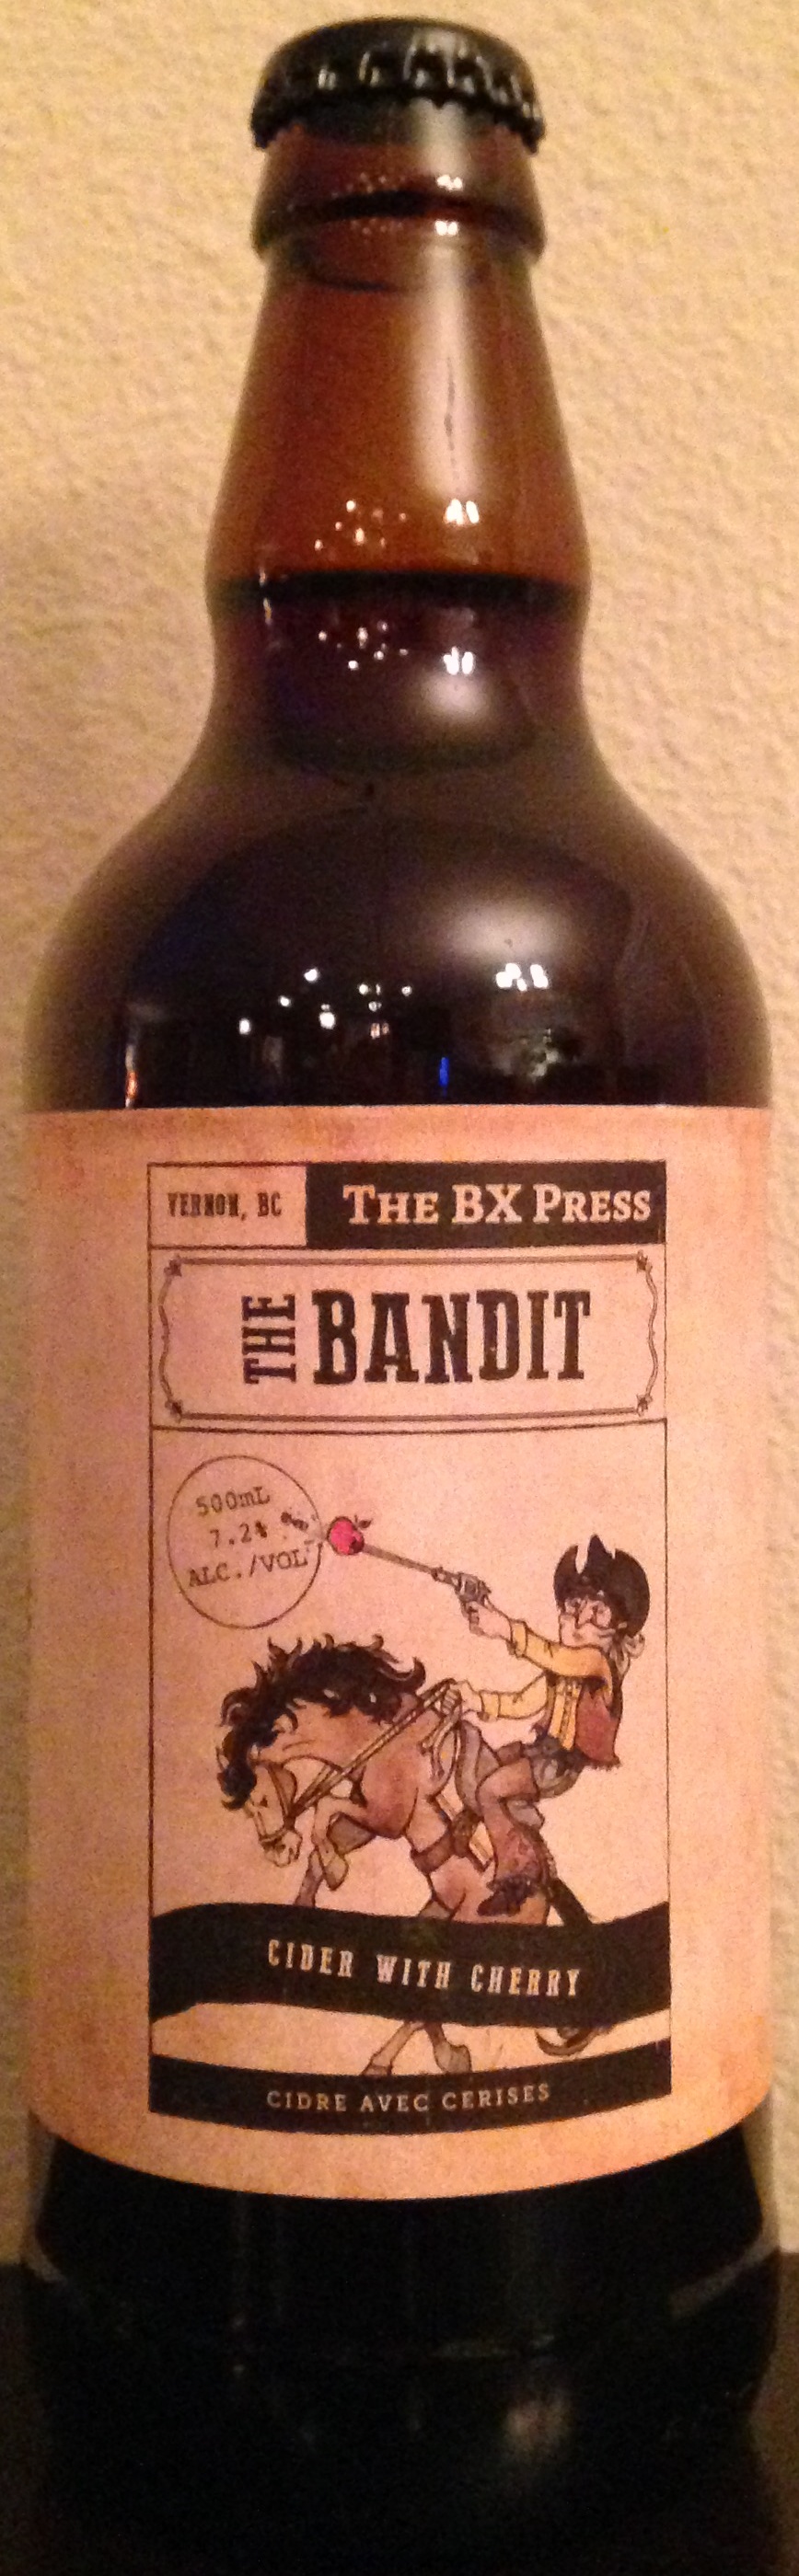 VERNON, BC
THE BX PRESS
THE BANDIT
500mL
7.2%
ALC./VOL
CIDER WITH CHERRY
CIDRE AVEC CERISES